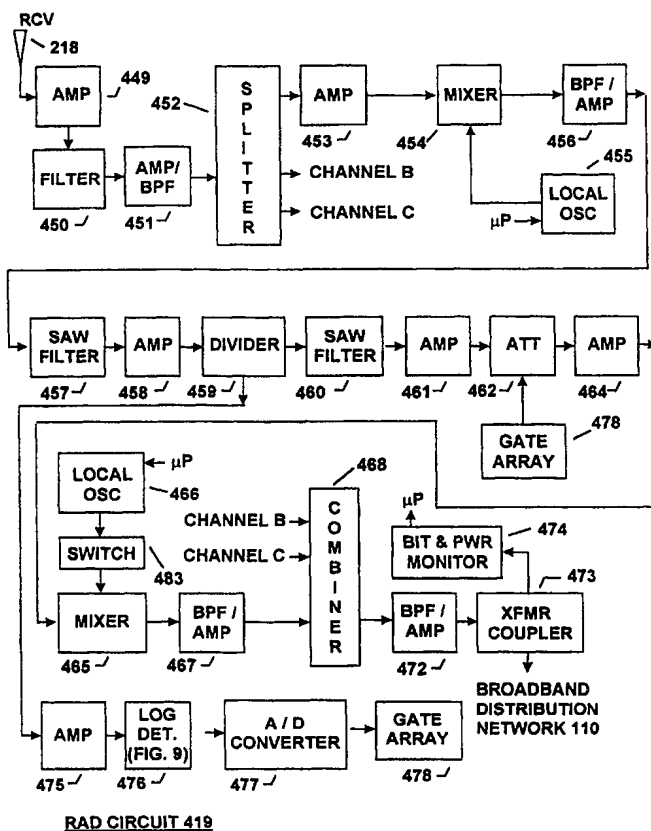 RCV
218
AMP
449
FILTER
450
AMP/
BPF
451
452
SPLITTER
AMP
453
CHANNEL B
CHANNEL C
MIXER
454
BPF /
AMP
456
455
LOCAL
OSC
µP
SAW
FILTER
457
AMP
458
DIVIDER
459
SAW
FILTER
460
AMP
461
ATT
462
AMP
464
GATE
ARRAY
478
LOCAL
OSC
µP
466
SWITCH
483
MIXER
465
BPF /
AMP
467
CHANNEL B
CHANNEL C
468
COMBINER
µP
BIT & PWR
MONITOR
474
473
BPF /
AMP
472
XFMR
COUPLER
BROADBAND
DISTRIBUTION
NETWORK 110
AMP
475
LOG
DET.
(FIG. 9)
476
A / D
CONVERTER
477
GATE
ARRAY
478
RAD CIRCUIT 419